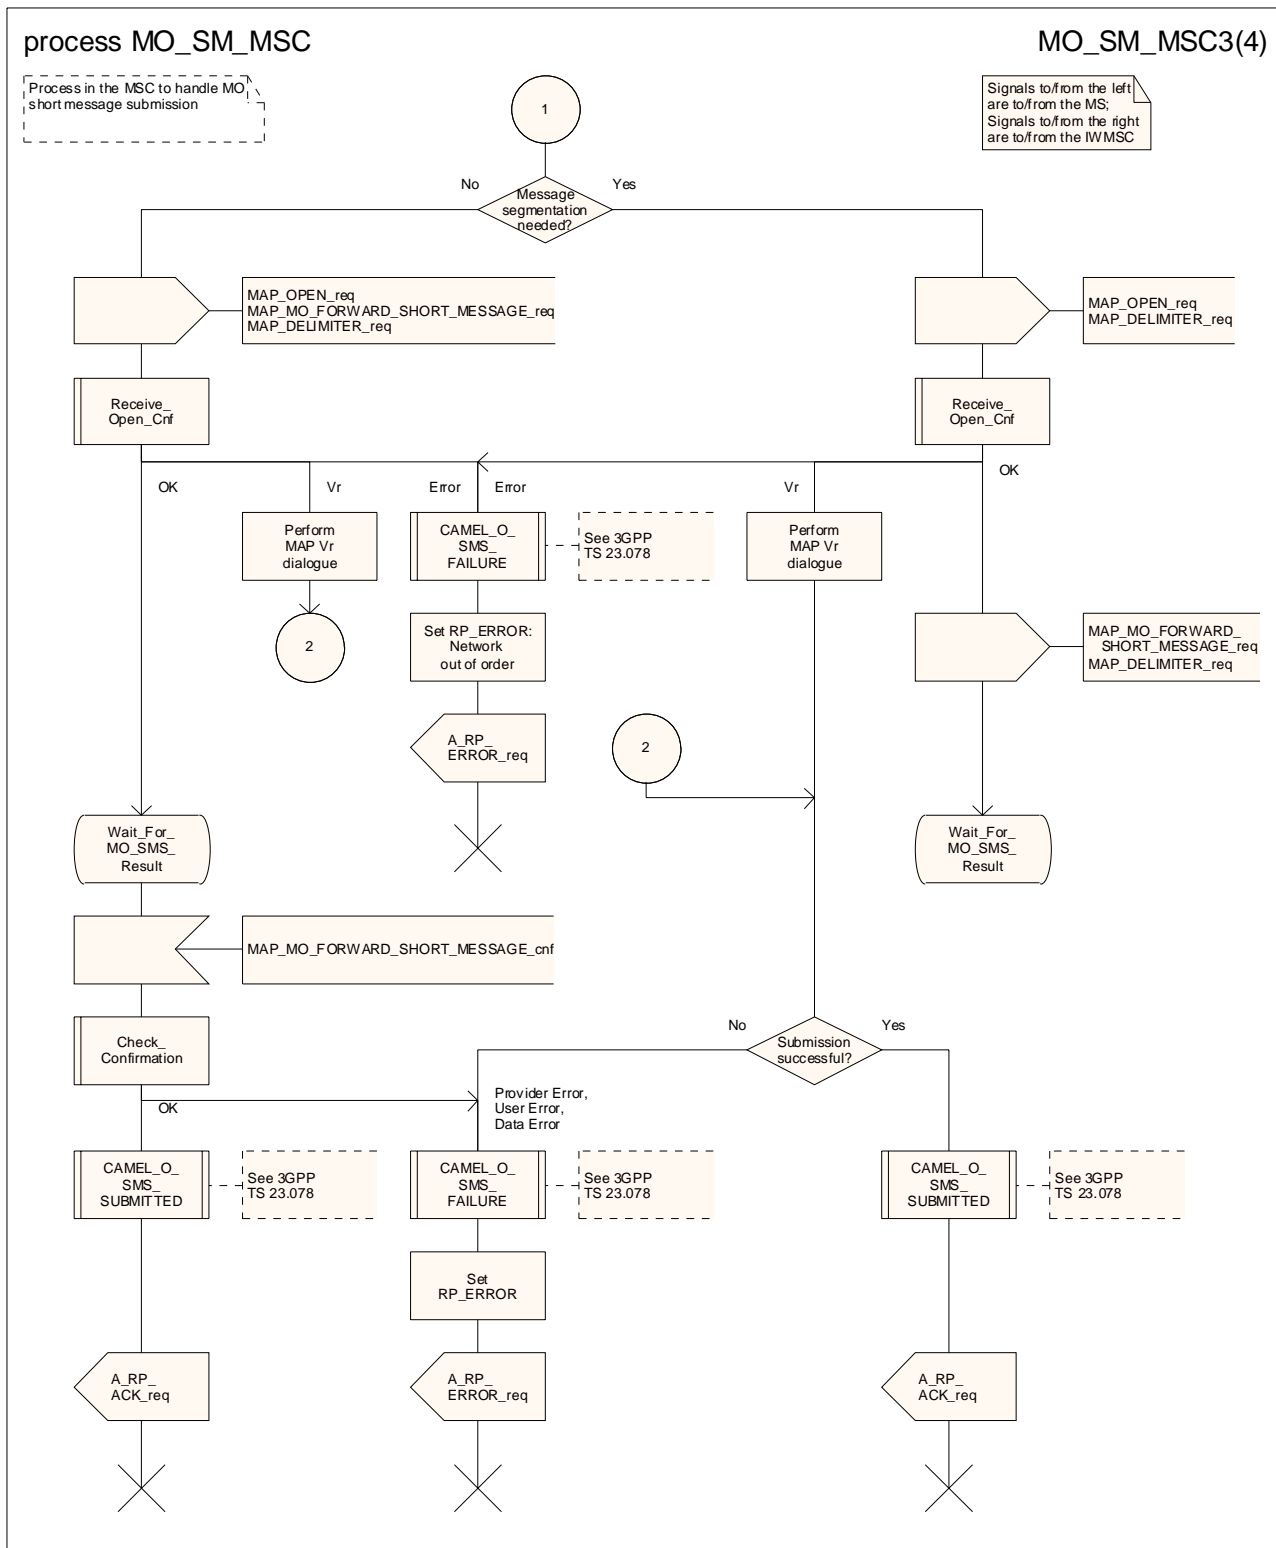 process MO_SM_MSC
MO_SM_MSC3(4)
Process in the MSC to handle MO
short message submission
Signals to/from the left
are to/from the MS;
Signals to/from the right
are to/from the IWMSC
1
No
Yes
Message
segmentation
needed?
MAP_OPEN_req
MAP_MO_FORWARD_SHORT_MESSAGE_req
MAP_DELIMITER_req
MAP_OPEN_req
MAP_DELIMITER_req
Receive_
Open_Cnf
Receive_
Open_Cnf
OK
Vr
Error
Error
Vr
OK
Perform
MAP Vr
dialogue
CAMEL_O_
SMS_
FAILURE
See 3GPP
TS 23.078
Perform
MAP Vr
dialogue
2
Set RP_ERROR:
Network
out of order
MAP_MO_FORWARD_
SHORT_MESSAGE_req
MAP_DELIMITER_req
A_RP_
ERROR_req
2
Wait_For_
MO_SMS_
Result
Wait_For_
MO_SMS_
Result
MAP_MO_FORWARD_SHORT_MESSAGE_cnf
Check_
Confirmation
No
Yes
Submission
successful?
OK
Provider Error,
User Error,
Data Error
CAMEL_O_
SMS_
SUBMITTED
See 3GPP
TS 23.078
CAMEL_O_
SMS_
FAILURE
See 3GPP
TS 23.078
CAMEL_O_
SMS_
SUBMITTED
See 3GPP
TS 23.078
Set
RP_ERROR
A_RP_
ACK_req
A_RP_
ERROR_req
A_RP_
ACK_req